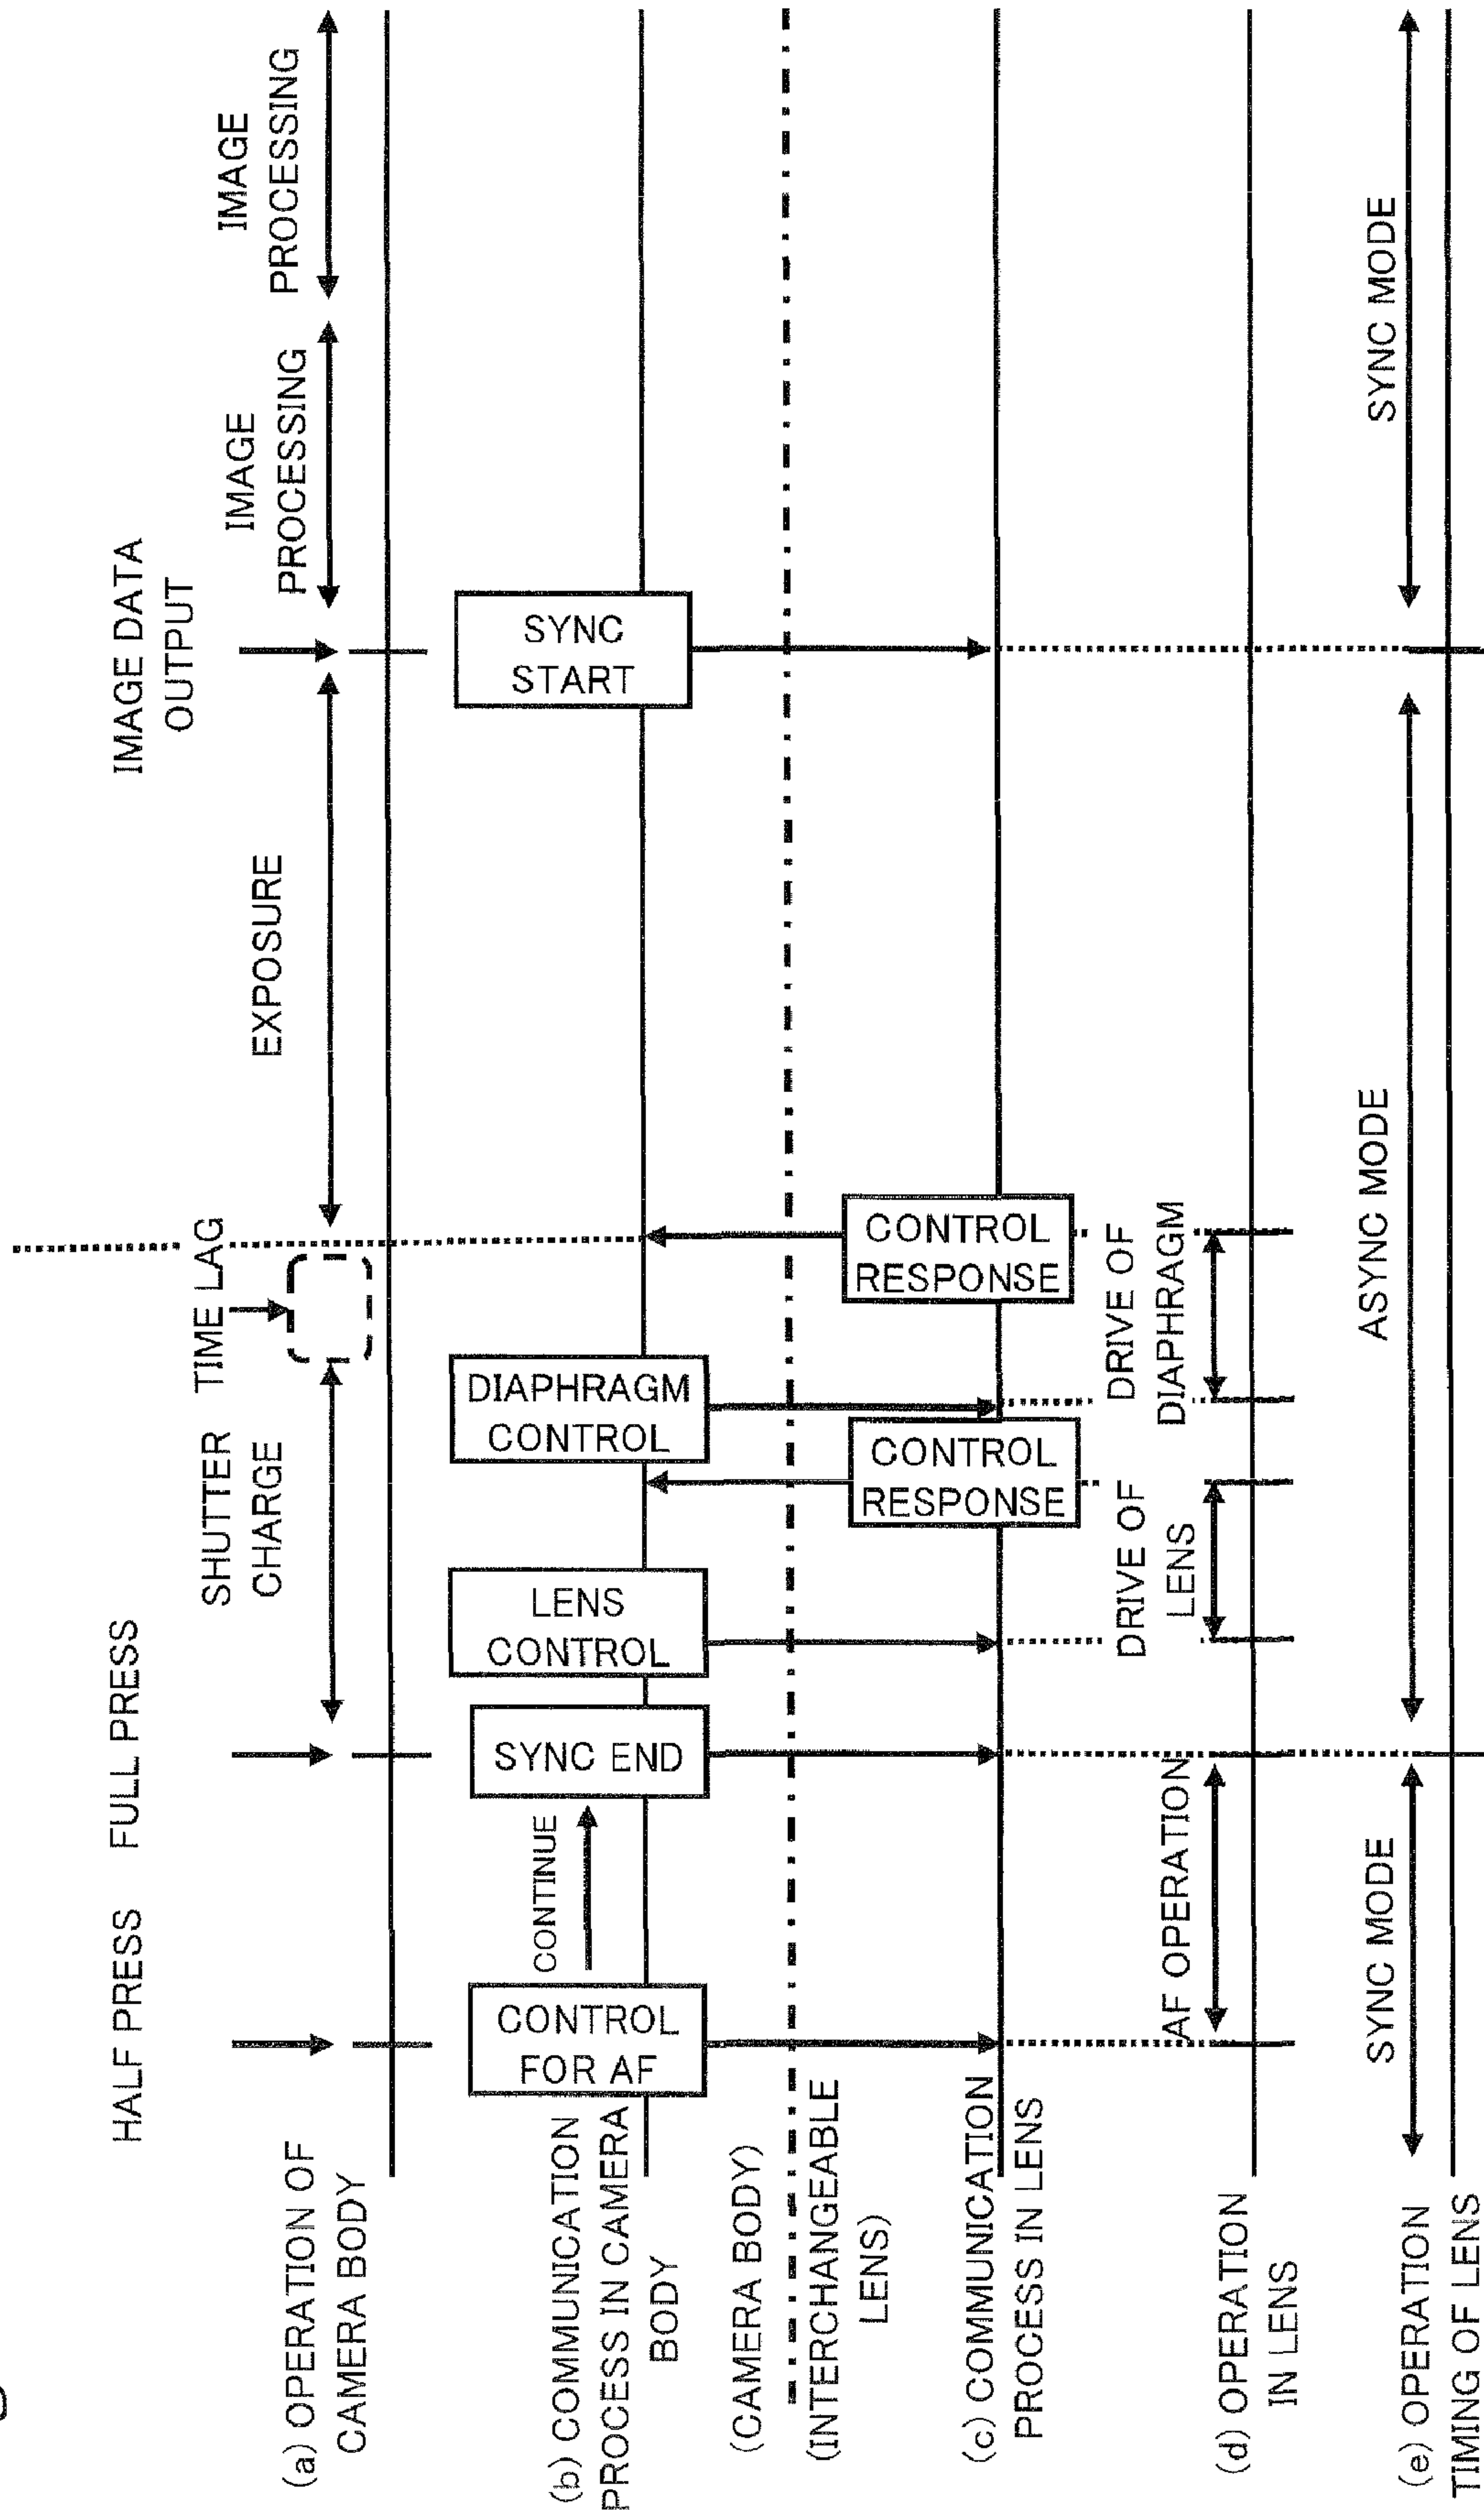 HALF PRESS
FULL PRESS
IMAGE DATA
OUTPUT
(a) OPERATION OF
CAMERA BODY
SHUTTER
CHARGE
TIME LAG
EXPOSURE
IMAGE
PROCESSING
IMAGE
PROCESSING
(b) COMMUNICATION
PROCESS IN CAMERA
BODY
CONTROL
FOR AF
CONTINUE
SYNC END
LENS
CONTROL
DIAPHRAGM
CONTROL
SYNC
START
(CAMERA BODY)
(INTERCHANGEABLE
LENS)
(c) COMMUNICATION
PROCESS IN LENS
CONTROL
RESPONSE
CONTROL
RESPONSE
(d) OPERATION
IN LENS
AF OPERATION
DRIVE OF
LENS
DRIVE OF
DIAPHRAGM
(e) OPERATION
TIMING OF LENS
SYNC MODE
ASYNC MODE
SYNC MODE